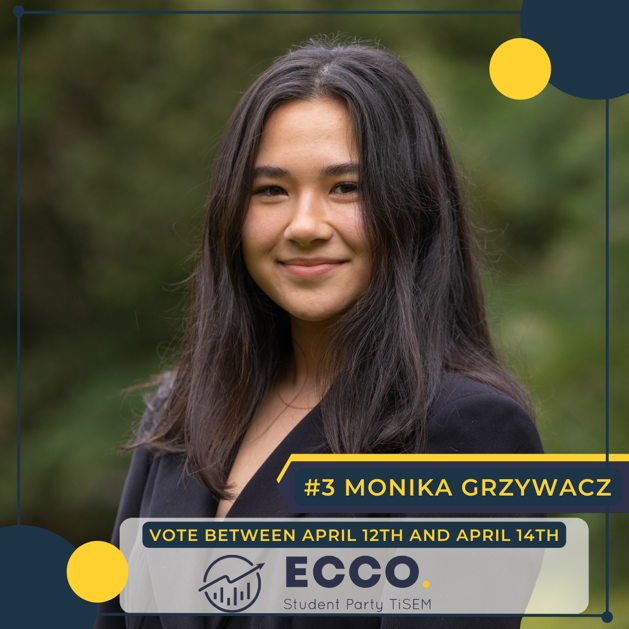 #3 MONIKA GRZYWACZ
VOTE BETWEEN APRIL 12TH AND APRIL 14TH
ECCO.
Student Party TiSEM